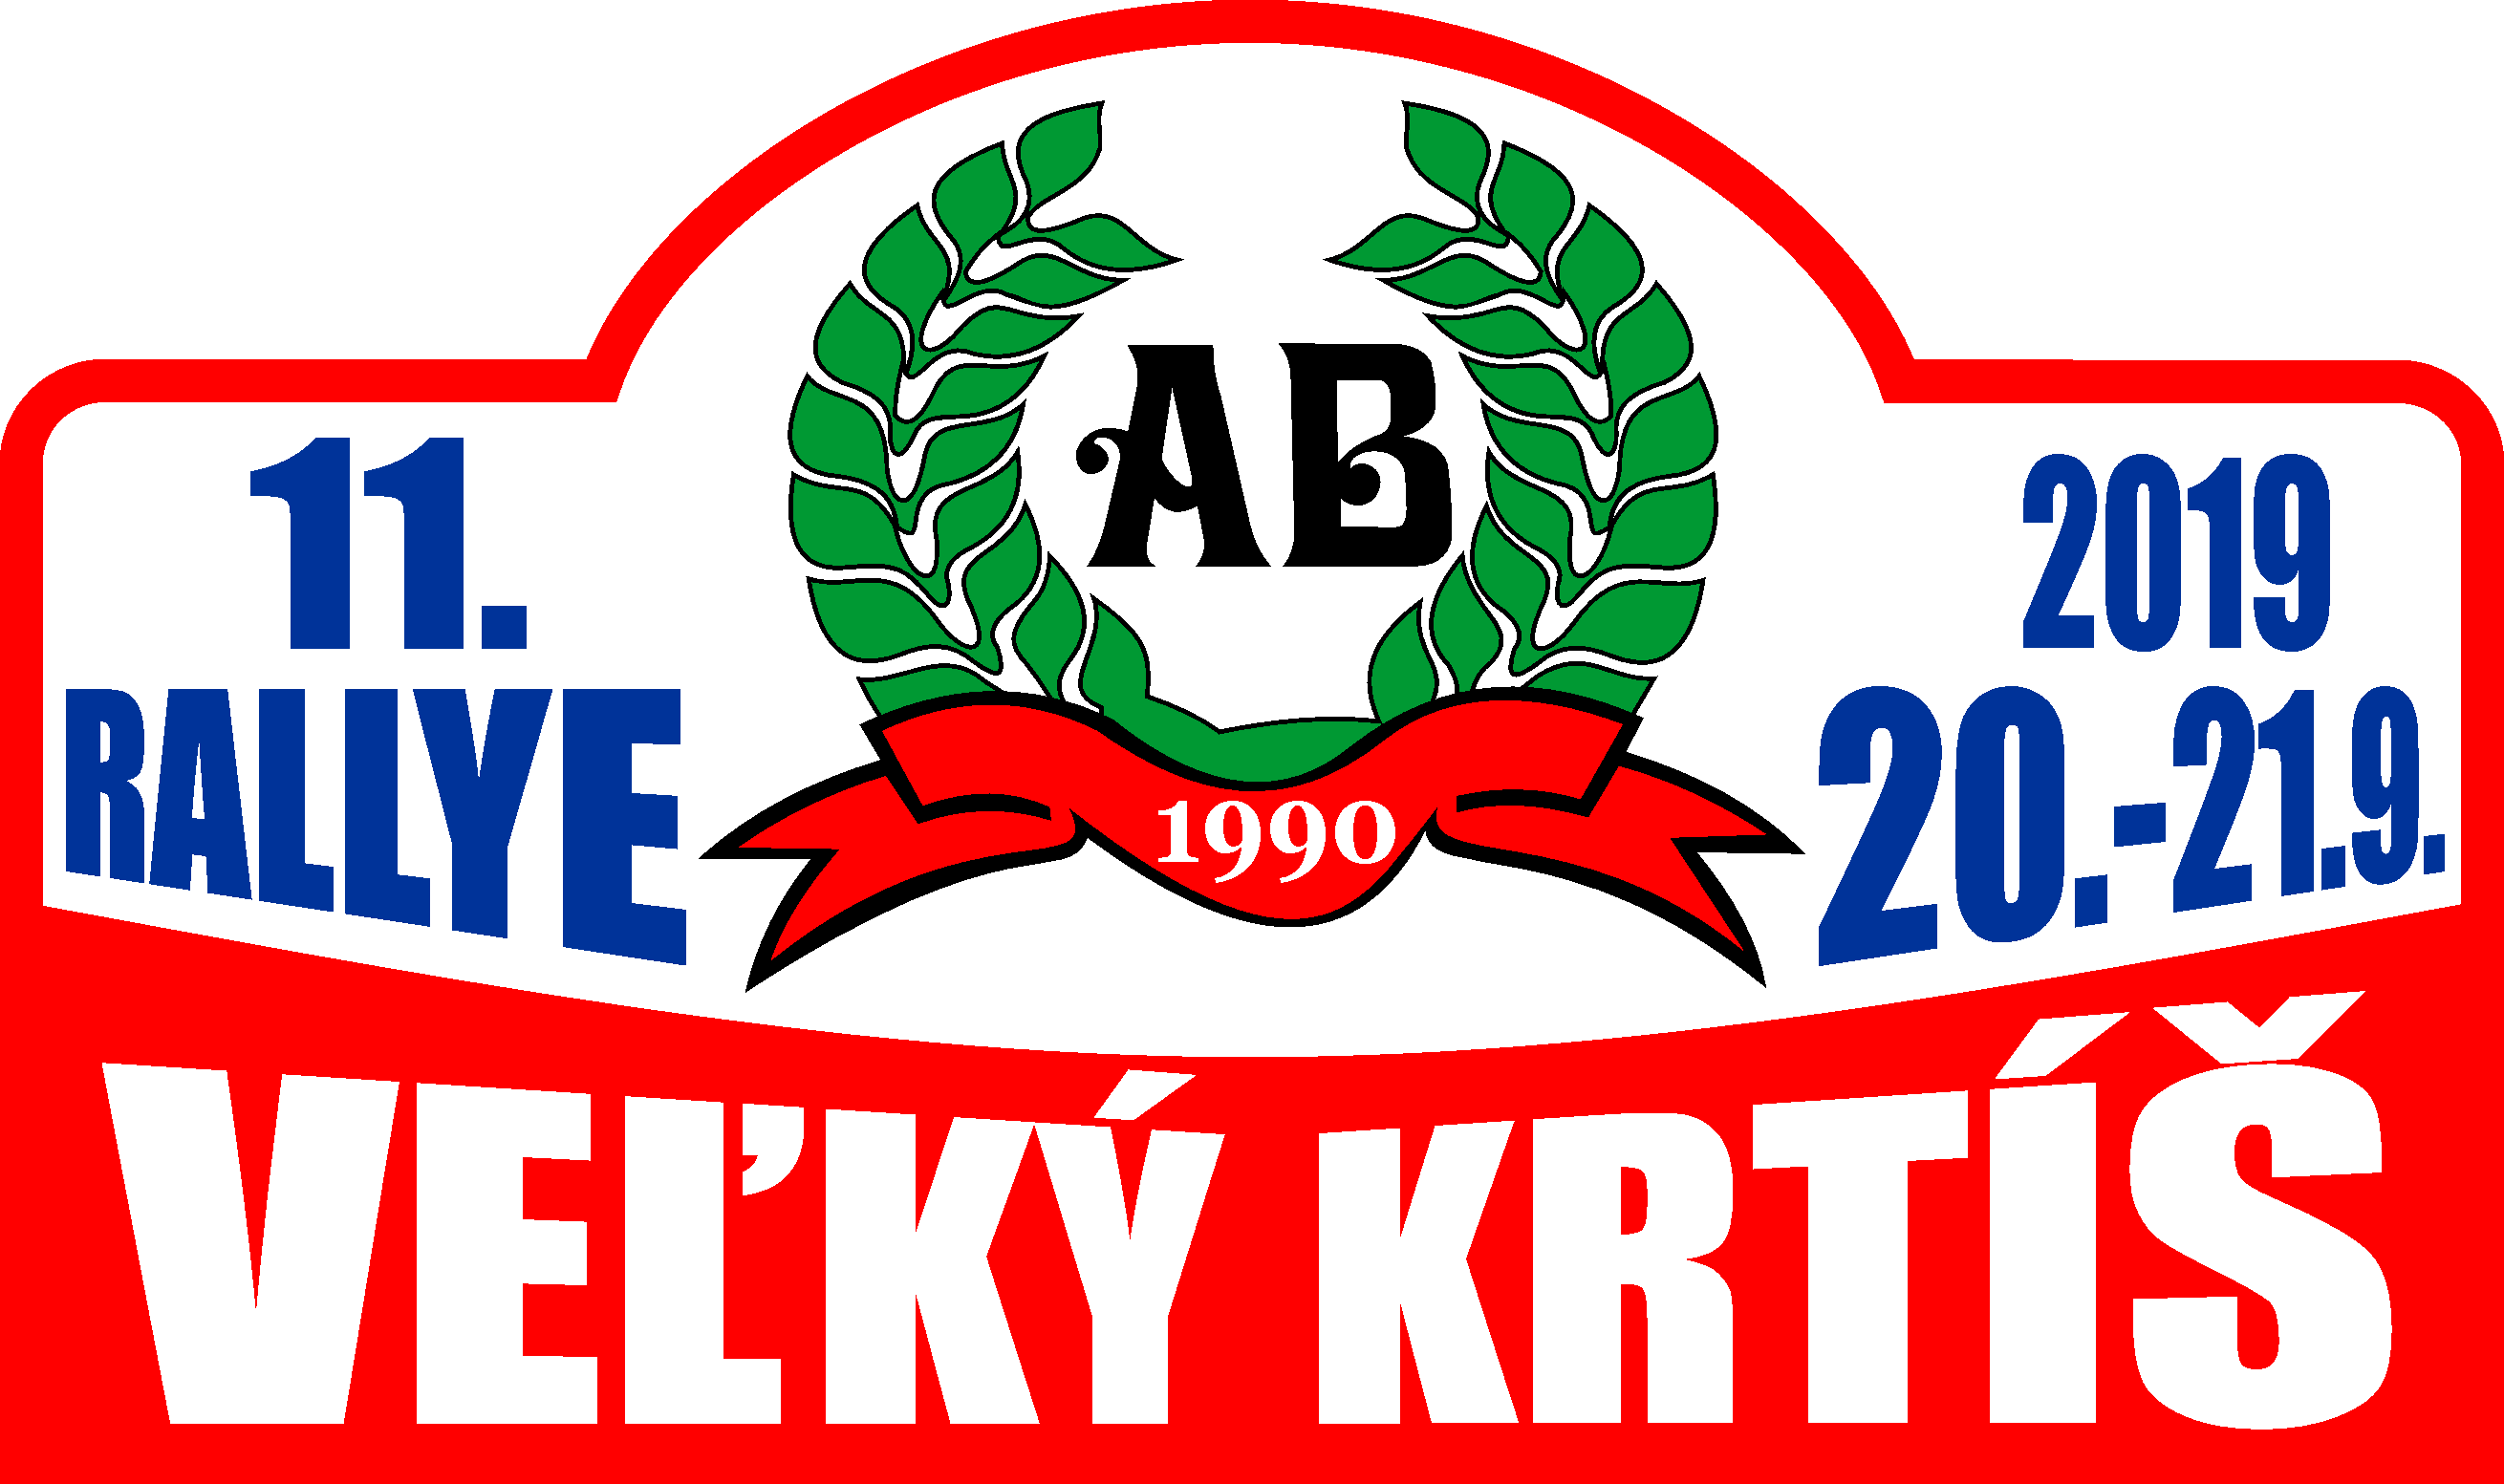 AB
11.
RALLYE
2019
20.-21.9.
1990
VEĽKÝ KRTÍŠ